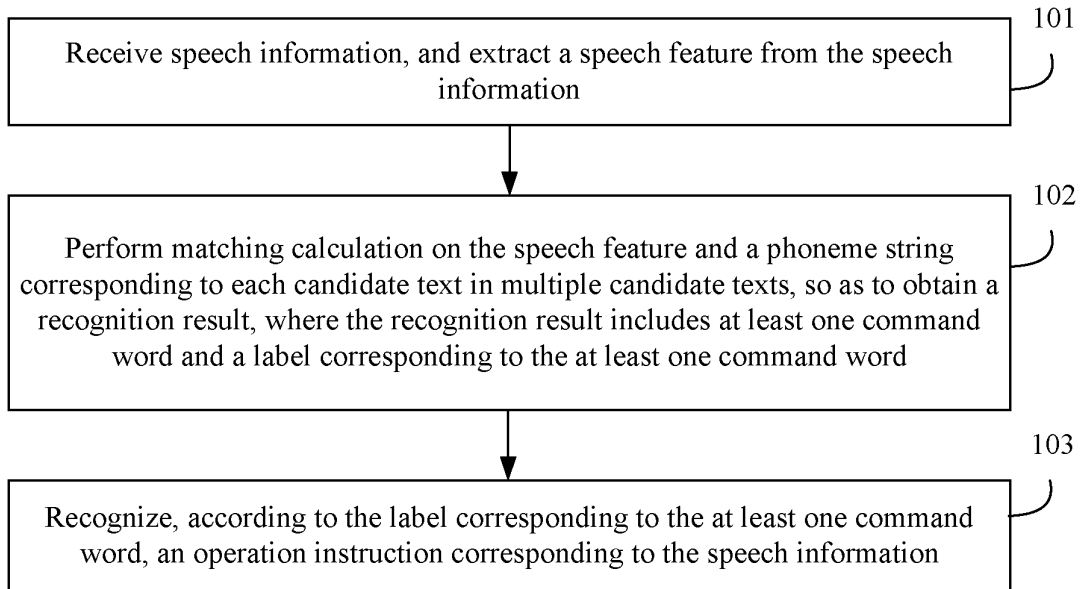 101
Receive speech information, and extract a speech feature from the speech
information
102
Perform matching calculation on the speech feature and a phoneme string
corresponding to each candidate text in multiple candidate texts, so as to obtain a
recognition result, where the recognition result includes at least one command
word and a label corresponding to the at least one command word
103
Recognize, according to the label corresponding to the at least one command
word, an operation instruction corresponding to the speech information